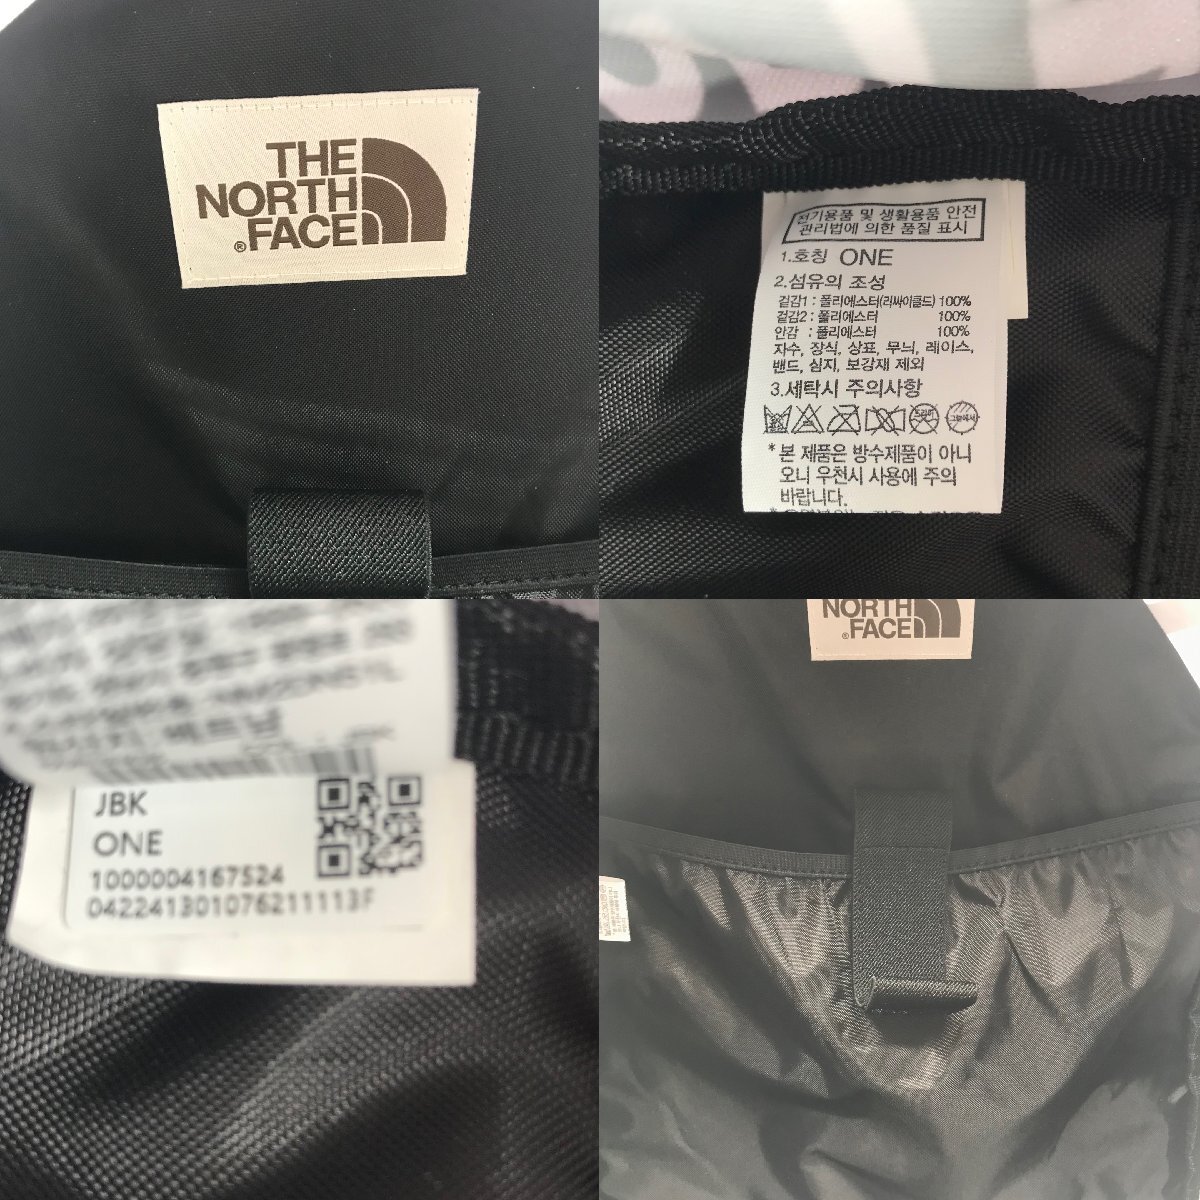 THE
NORTH
®FACE
전기용품 및 생활용품 안전
관리법에 의한 품질 표시
1.호칭 ONE
2.섬유의 조성
겉감1 : 폴리에스터(리싸이클드) 100%
겉감2 : 폴리에스터 100%
안감 : 폴리에스터 100%
자수, 장식, 상표, 무늬, 레이스,
밴드, 심지, 보강재 제외
3.세탁시 주의사항
* 본 제품은 방수제품이 아니
오니 우천시 사용에 주의
바랍니다.
JBK
ONE
1000004167524
042241301076211113F
NORTH
®FACE